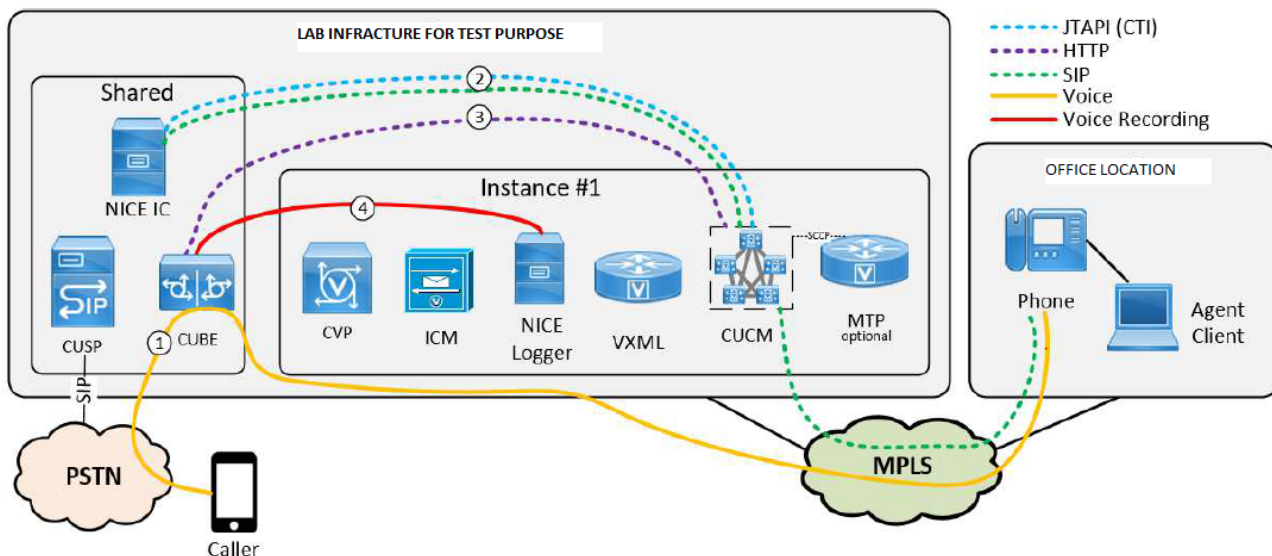 LAB INFRACTURE FOR TEST PURPOSE
JTAPI (CTI)
HTTP
SIP
Voice
Voice Recording
Shared
NICE IC
SIP
CUSP
CUBE
1
2
3
4
Instance #1
V
CVP
V
ICM
NICE
Logger
V
VXML
CUCM
SCCP
V
MTP
optional
OFFICE LOCATION
Phone
Agent
Client
SIP
PSTN
Caller
MPLS